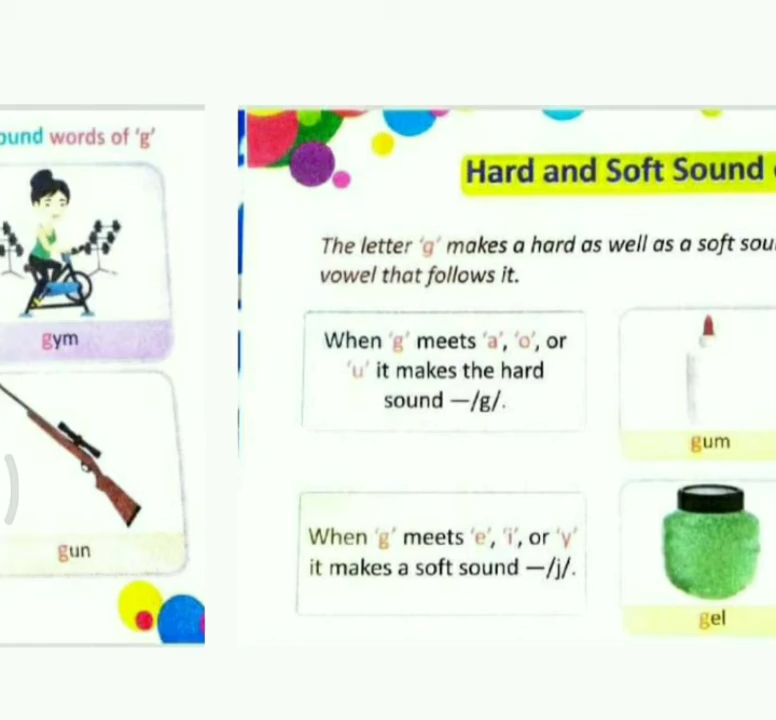 ound words of 'g'
gym
gun
Hard and Soft Sound
The letter 'g' makes a hard as well as a soft sou
vowel that follows it.
When 'g' meets 'a', 'o', or
'u' it makes the hard
sound —/g/.
gum
When 'g' meets 'e', 'i', or 'y'
it makes a soft sound —/j/.
gel